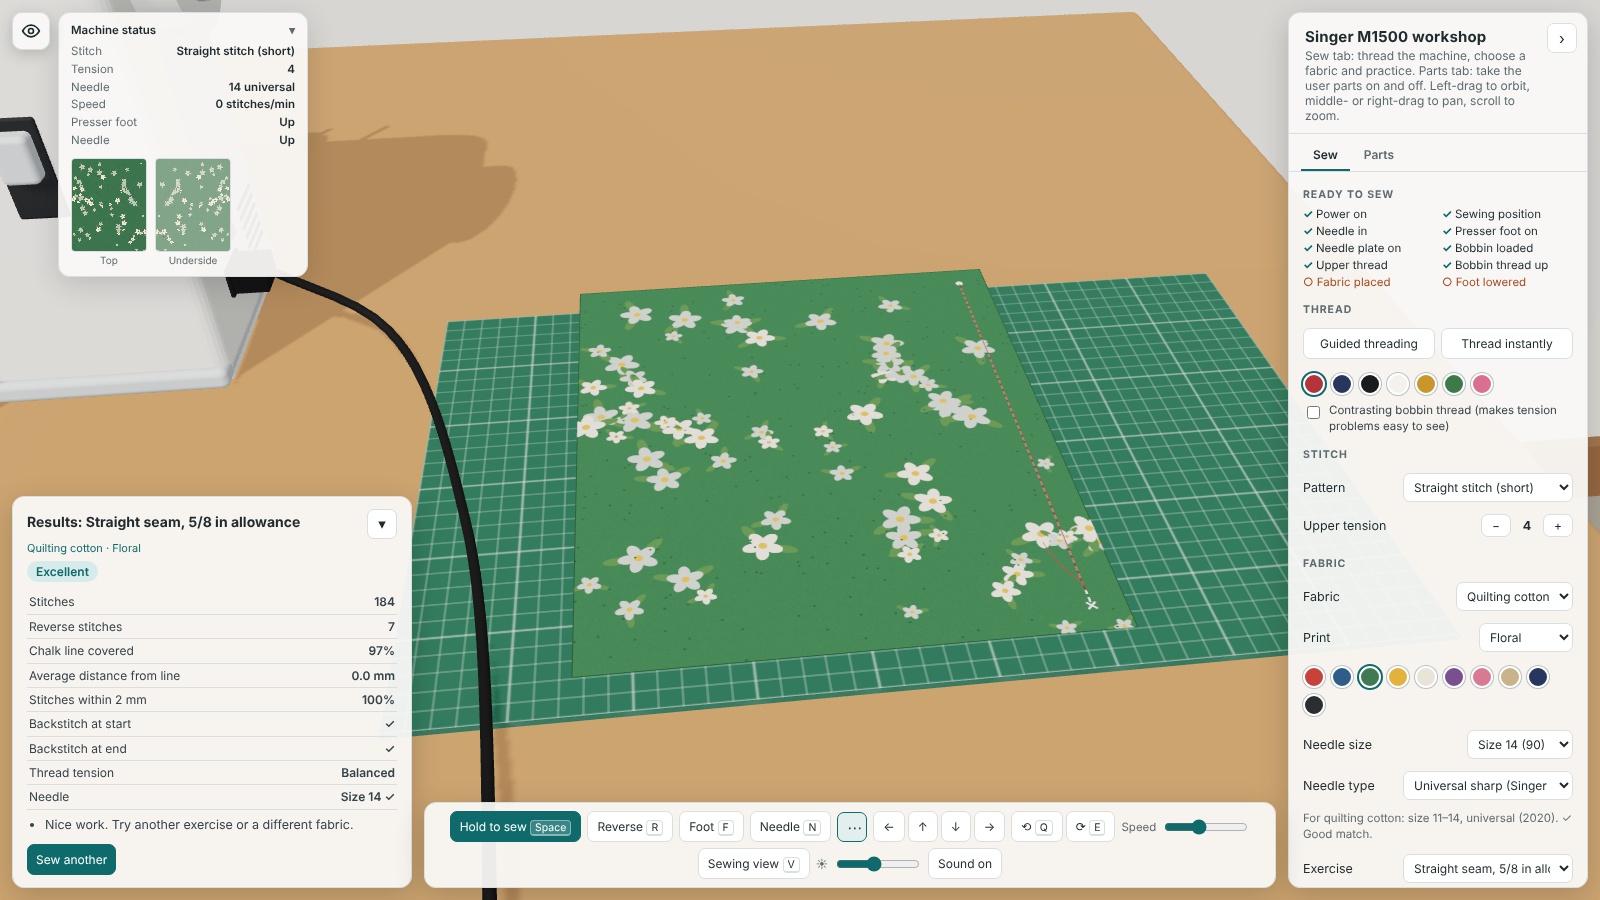 Machine status ▼
Stitch Straight stitch (short)
Tension 4
Needle 14 universal
Speed 0 stitches/min
Presser foot Up
Needle Up
Top Underside
Results: Straight seam, 5/8 in allowance ▼
Quilting cotton · Floral
Excellent
Stitches 184
Reverse stitches 7
Chalk line covered 97%
Average distance from line 0.0 mm
Stitches within 2 mm 100%
Backstitch at start ✓
Backstitch at end ✓
Thread tension Balanced
Needle Size 14 ✓
• Nice work. Try another exercise or a different fabric.
Sew another
Hold to sew Space Reverse R Foot F Needle N ... ← ↑ ↓ → ⟲ Q ⟳ E Speed
Sewing view V ☀ Sound on
Singer M1500 workshop ›
Sew tab: thread the machine, choose a
fabric and practice. Parts tab: take the
user parts on and off. Left-drag to orbit,
middle- or right-drag to pan, scroll to
zoom.
Sew Parts
READY TO SEW
✓ Power on ✓ Sewing position
✓ Needle in ✓ Presser foot on
✓ Needle plate on ✓ Bobbin loaded
✓ Upper thread ✓ Bobbin thread up
○ Fabric placed ○ Foot lowered
THREAD
Guided threading Thread instantly
Contrasting bobbin thread (makes tension
problems easy to see)
STITCH
Pattern Straight stitch (short)
Upper tension − 4 +
FABRIC
Fabric Quilting cotton
Print Floral
Needle size Size 14 (90)
Needle type Universal sharp (Singer
For quilting cotton: size 11–14, universal (2020). ✓
Good match.
Exercise Straight seam, 5/8 in allo